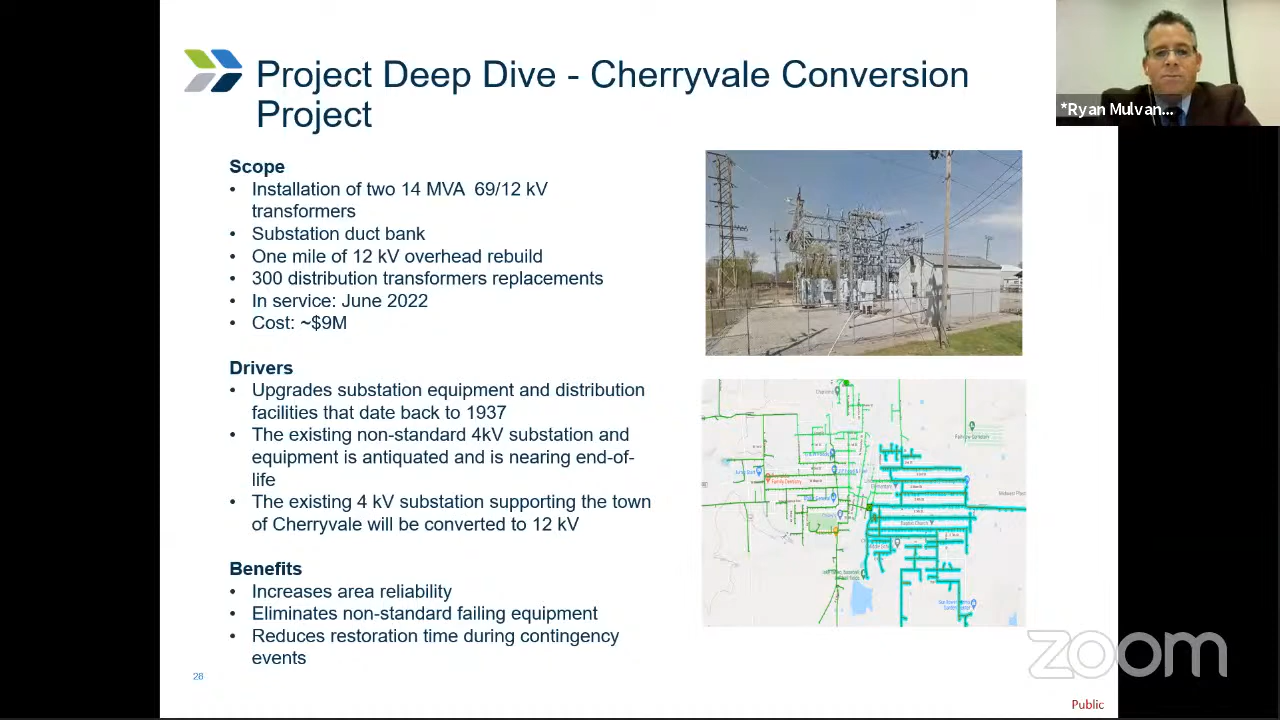 Project Deep Dive - Cherryvale Conversion
Project
*Ryan Mulvan...
Scope
• Installation of two 14 MVA  69/12 kV
transformers
• Substation duct bank
• One mile of 12 kV overhead rebuild
• 300 distribution transformers replacements
• In service: June 2022
• Cost: ~$9M
Drivers
• Upgrades substation equipment and distribution
facilities that date back to 1937
• The existing non-standard 4kV substation and
equipment is antiquated and is nearing end-of-
life
• The existing 4 kV substation supporting the town
of Cherryvale will be converted to 12 kV
Benefits
• Increases area reliability
• Eliminates non-standard failing equipment
• Reduces restoration time during contingency
events
28
zoom
Public